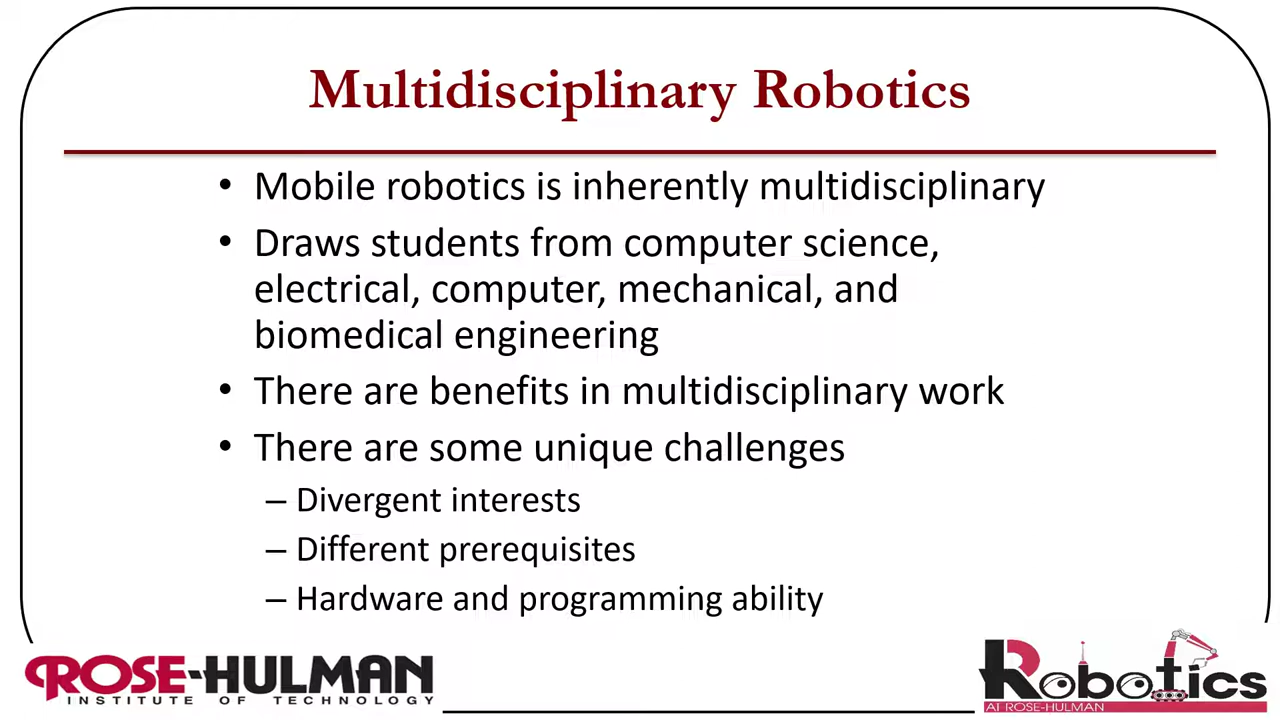 Multidisciplinary Robotics
• Mobile robotics is inherently multidisciplinary
• Draws students from computer science,
electrical, computer, mechanical, and
biomedical engineering
• There are benefits in multidisciplinary work
• There are some unique challenges
– Divergent interests
– Different prerequisites
– Hardware and programming ability
ROSE-HULMAN
INSTITUTE OF TECHNOLOGY
Robotics
AT ROSE-HULMAN